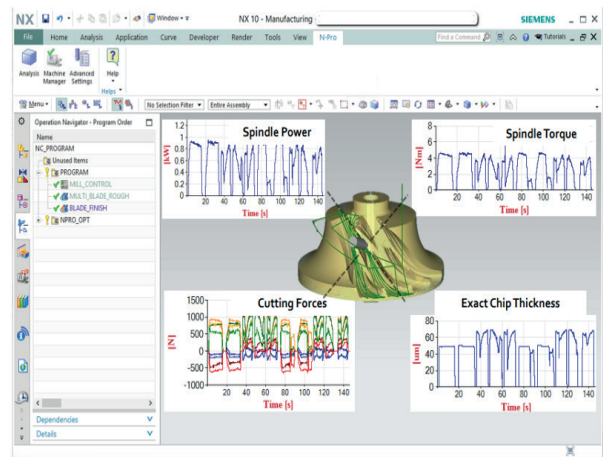 NX
Window
NX 10 - Manufacturing
SIEMENS
File Home Analysis Application Curve Developer Render Tools View N-Pro
Find a Command
Tutorials
Analysis Machine Manager Advanced Settings Help
Helps
Menu No Selection Filter Entire Assembly
Operation Navigator - Program Order
Name
NC_PROGRAM
Unused Items
PROGRAM
MILL_CONTROL
MULTI_BLADE_ROUGH
BLADE_FINISH
NPRO_OPT
Dependencies
Details
Spindle Power
[kW]
1.2
1
0.8
0.6
0.4
0.2
0
20 40 60 80 100 120 140
Time [s]
Spindle Torque
[Nm]
8
6
4
2
0
20 40 60 80 100 120 140
Time [s]
Cutting Forces
[N]
1500
1000
500
0
-500
-1000
20 40 60 80 100 120 140
Time [s]
Exact Chip Thickness
[um]
80
60
40
20
0
20 40 60 80 100 120 140
Time [s]